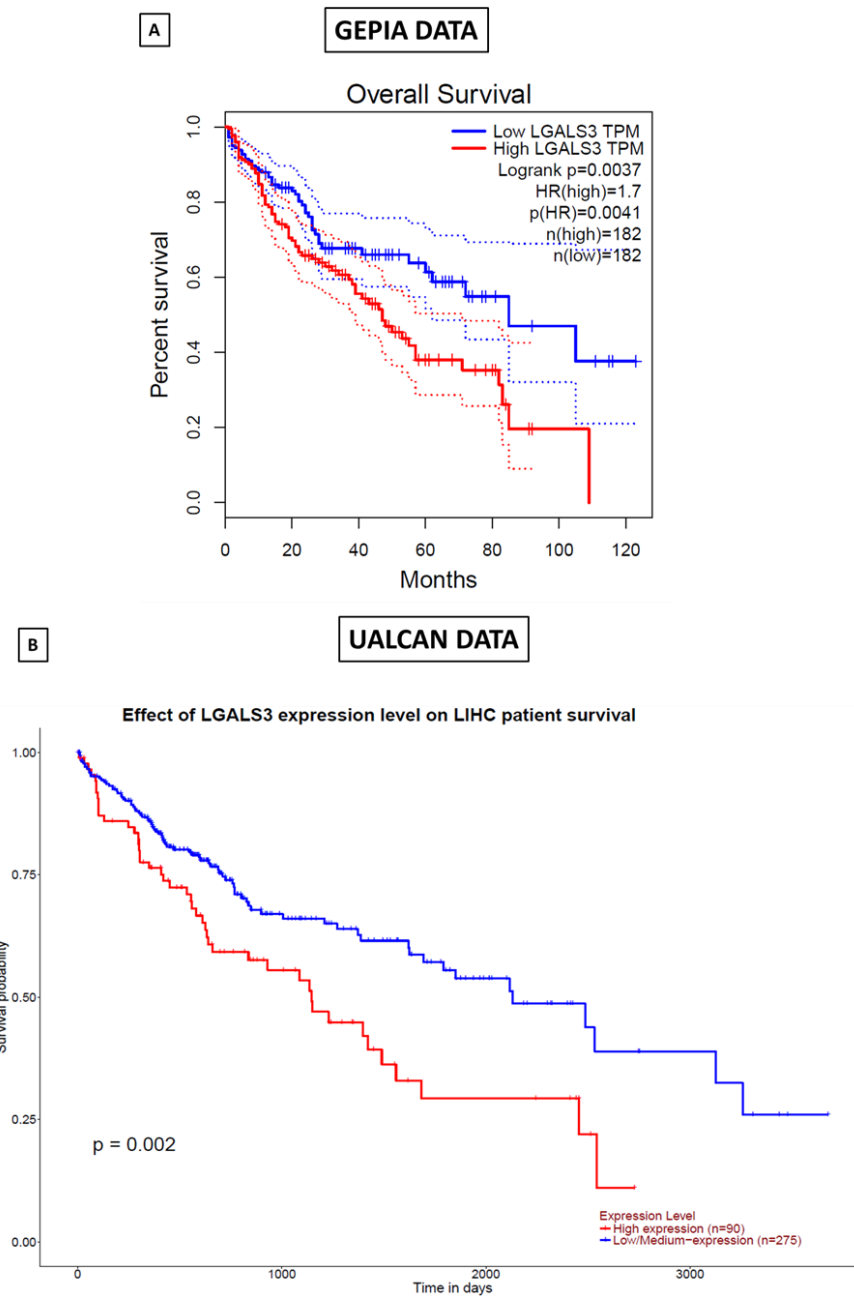 A
GEPIA DATA
Overall Survival
Low LGALS3 TPM
High LGALS3 TPM
Logrank p=0.0037
HR(high)=1.7
p(HR)=0.0041
n(high)=182
n(low)=182
Percent survival
1.0
0.8
0.6
0.4
0.2
0.0
0 20 40 60 80 100 120
Months
B
UALCAN DATA
Effect of LGALS3 expression level on LIHC patient survival
Survival probability
1.00
0.75
0.50
0.25
0.00
p = 0.002
Expression Level
High expression (n=90)
Low/Medium-expression (n=275)
0 1000 2000 3000
Time in days